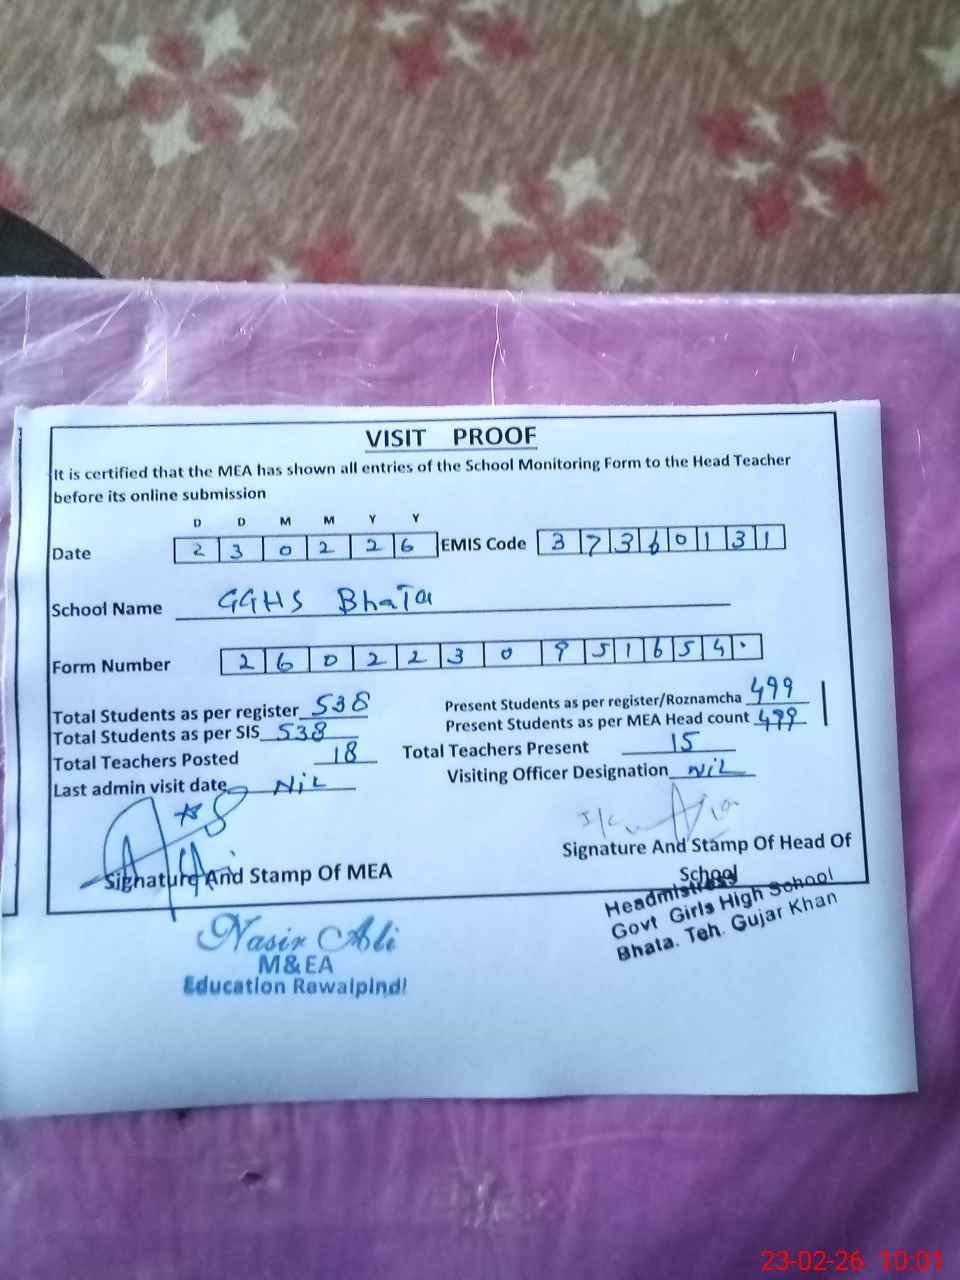 VISIT PROOF
It is certified that the MEA has shown all entries of the School Monitoring Form to the Head Teacher
before its online submission
D D M M Y Y
Date 2 3 0 2 2 6 EMIS Code 3 7 3 6 0 1 3 1
School Name GGHS Bhata
Form Number 2 6 0 2 2 3 0 9 5 1 6 5 4 .
Total Students as per register 538 Present Students as per register/Roznamcha 499
Total Students as per SIS 538 Present Students as per MEA Head count 499
Total Teachers Posted 18 Total Teachers Present 15
Last admin visit date Nil Visiting Officer Designation Nil
Signature And Stamp Of MEA
Signature And Stamp Of Head Of
School
Headmistress
Govt Girls High School
Bhata. Teh. Gujar Khan
Nasir Ali
M&EA
Education Rawalpindi
23-02-26 10:01